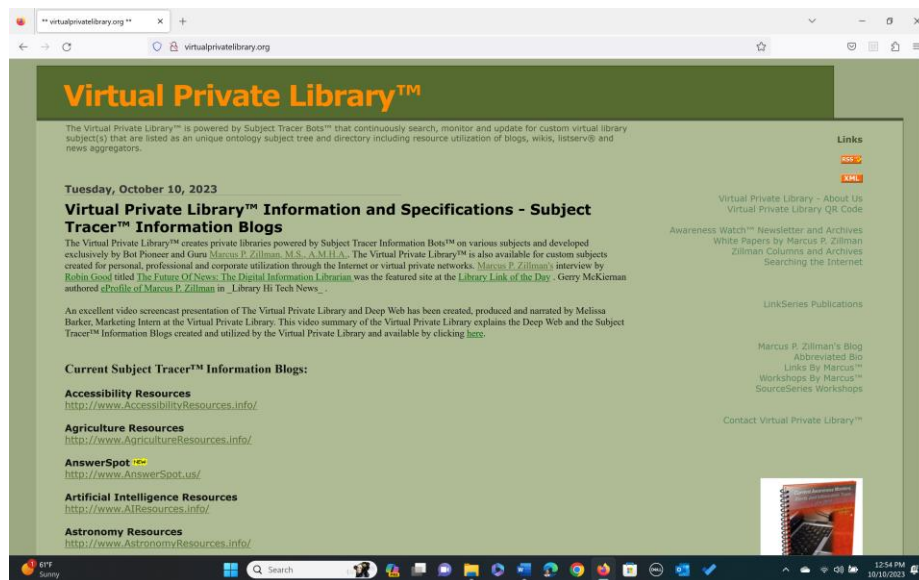 ** virtualprivatelibrary.org **
virtualprivatelibrary.org
Virtual Private Library™
The Virtual Private Library™ is powered by Subject Tracer Bots™ that continuously search, monitor and update for custom virtual library
subject(s) that are listed as an unique ontology subject tree and directory including resource utilization of blogs, wikis, listserv® and
news aggregators.
Tuesday, October 10, 2023
Virtual Private Library™ Information and Specifications - Subject
Tracer™ Information Blogs
The Virtual Private Library™ creates private libraries powered by Subject Tracer Information Bots™ on various subjects and developed
exclusively by Bot Pioneer and Guru Marcus P. Zillman, M.S., A.M.H.A.. The Virtual Private Library™ is also available for custom subjects
created for personal, professional and corporate utilization through the Internet or virtual private networks. Marcus P. Zillman's interview by
Robin Good titled The Future Of News: The Digital Information Librarian was the featured site at the Library Link of the Day . Gerry McKiernan
authored eProfile of Marcus P. Zillman in _Library Hi Tech News_ .
An excellent video screencast presentation of The Virtual Private Library and Deep Web has been created, produced and narrated by Melissa
Barker, Marketing Intern at the Virtual Private Library. This video summary of the Virtual Private Library explains the Deep Web and the Subject
Tracer™ Information Blogs created and utilized by the Virtual Private Library and available by clicking here.
Current Subject Tracer™ Information Blogs:
Accessibility Resources
http://www.AccessibilityResources.info/
Agriculture Resources
http://www.AgricultureResources.info/
AnswerSpot NEW
http://www.AnswerSpot.us/
Artificial Intelligence Resources
http://www.AIResources.info/
Astronomy Resources
http://www.AstronomyResources.info/
Links
RSS
XML
Virtual Private Library - About Us
Virtual Private Library QR Code
Awareness Watch™ Newsletter and Archives
White Papers by Marcus P. Zillman
Zillman Columns and Archives
Searching the Internet
LinkSeries Publications
Marcus P. Zillman's Blog
Abbreviated Bio
Links By Marcus™
Workshops By Marcus™
SourceSeries Workshops
Contact Virtual Private Library™
1
61°F
Sunny
Search
DELL
12:54 PM
10/10/2023